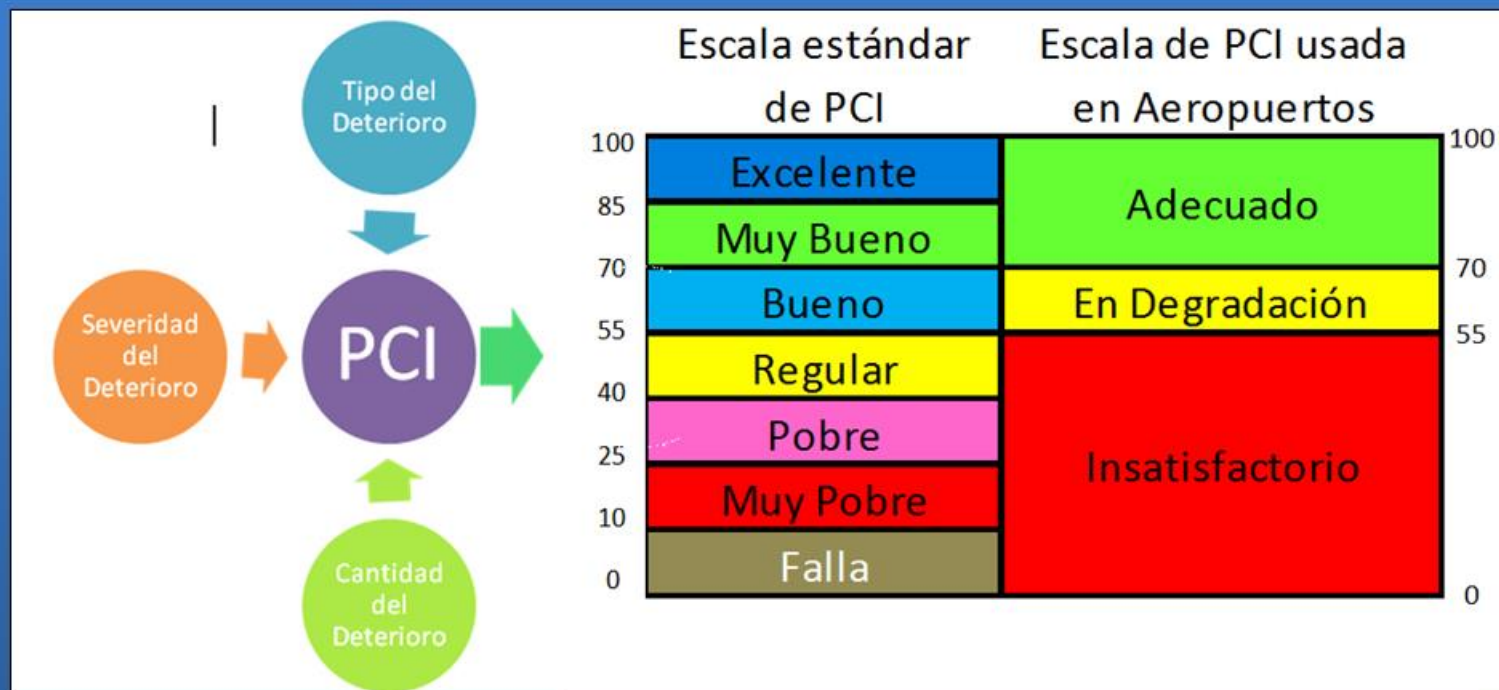 Tipo del
Deterioro
Severidad
del
Deterioro
PCI
Cantidad
del
Deterioro
Escala estándar
de PCI
Escala de PCI usada
en Aeropuertos
100
Excelente
85
Muy Bueno
70
Bueno
55
Regular
40
Pobre
25
Muy Pobre
10
Falla
0
100
Adecuado
70
En Degradación
55
Insatisfactorio
0